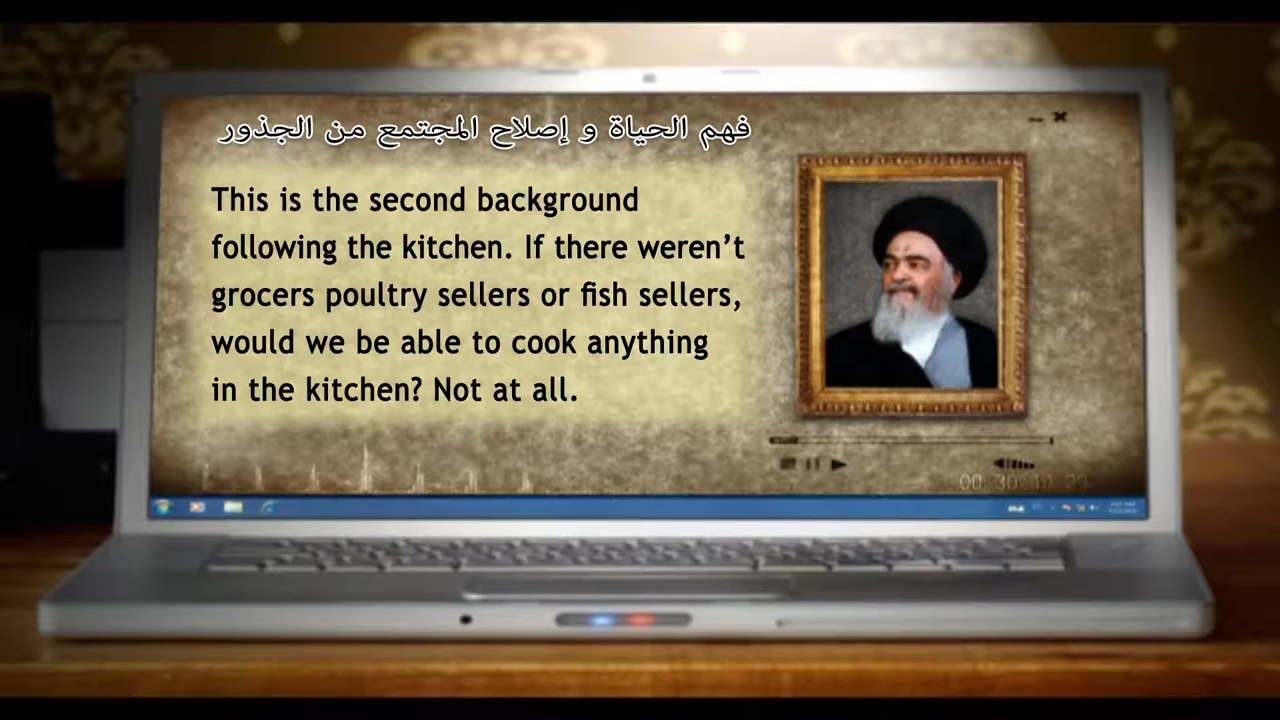 فهم الحياة و إصلاح المجتمع من الجذور
This is the second background
following the kitchen. If there weren’t
grocers poultry sellers or fish sellers,
would we be able to cook anything
in the kitchen? Not at all.